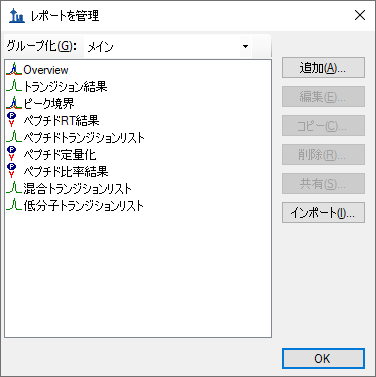 レポートを管理
グループ化(G): メイン
Overview
トランジション結果
ピーク境界
ペプチドRT結果
ペプチドトランジションリスト
ペプチド定量化
ペプチド比率結果
混合トランジションリスト
低分子トランジションリスト
追加(A)...
編集(E)...
コピー(C)...
削除(R)...
共有(S)...
インポート(I)...
OK